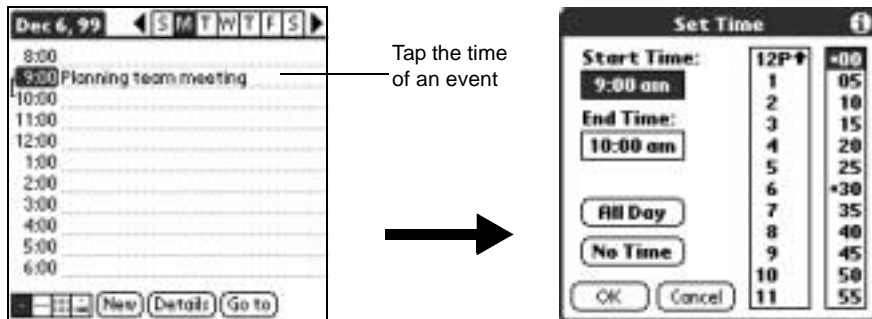 Dec 6, 99 S M T W T F S
8:00
9:00 Planning team meeting
10:00
11:00
12:00
1:00
2:00
3:00
4:00
5:00
6:00
New Details Go to
Tap the time
of an event
Set Time
Start Time:
9:00 am
End Time:
10:00 am
All Day
No Time
OK Cancel
12P
1
2
3
4
5
6
7
8
9
10
11
00
05
10
15
20
25
30
35
40
45
50
55